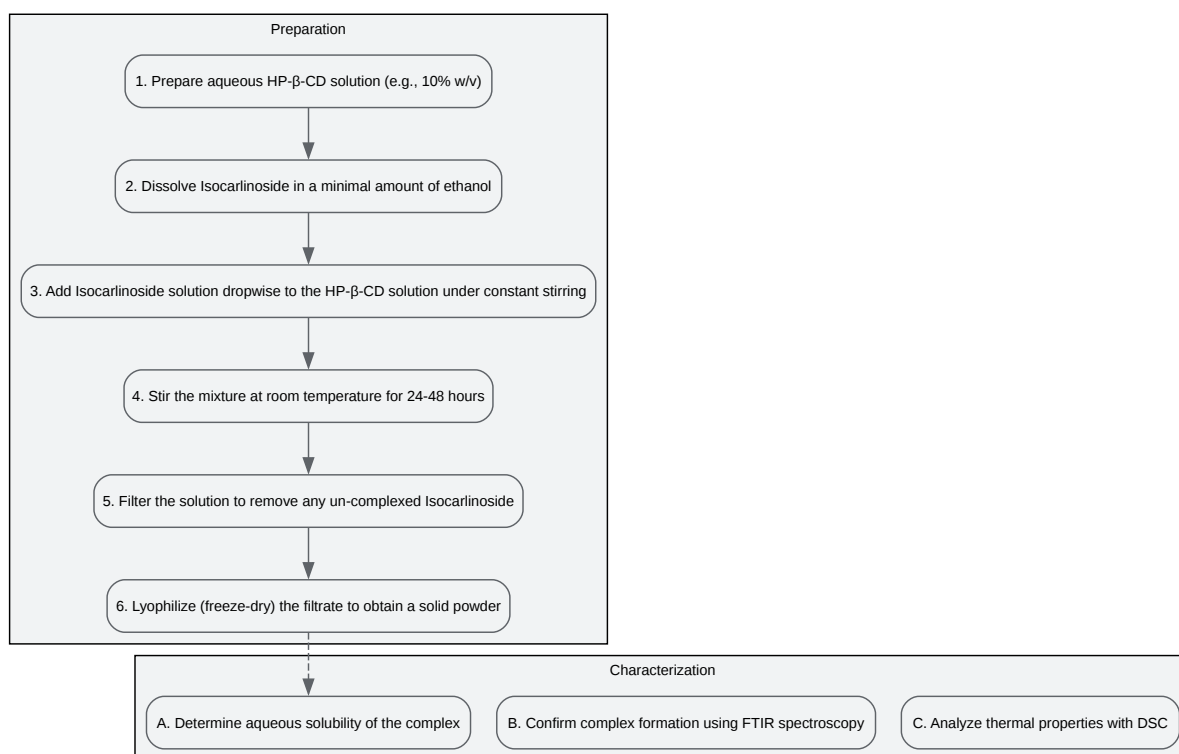 Preparation
1. Prepare aqueous HP-β-CD solution (e.g., 10% w/v)
2. Dissolve Isocarlinoside in a minimal amount of ethanol
3. Add Isocarlinoside solution dropwise to the HP-β-CD solution under constant stirring
4. Stir the mixture at room temperature for 24-48 hours
5. Filter the solution to remove any un-complexed Isocarlinoside
6. Lyophilize (freeze-dry) the filtrate to obtain a solid powder
Characterization
A. Determine aqueous solubility of the complex
B. Confirm complex formation using FTIR spectroscopy
C. Analyze thermal properties with DSC